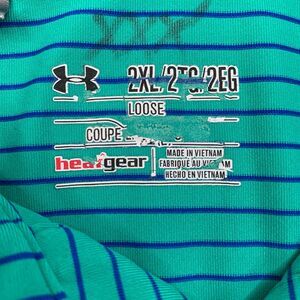 2XL/2TG/2EG
LOOSE
COUPE
heatgear
MADE IN VIETNAM
FABRIQUÉ AU VIETNAM
HECHO EN VIETNAM